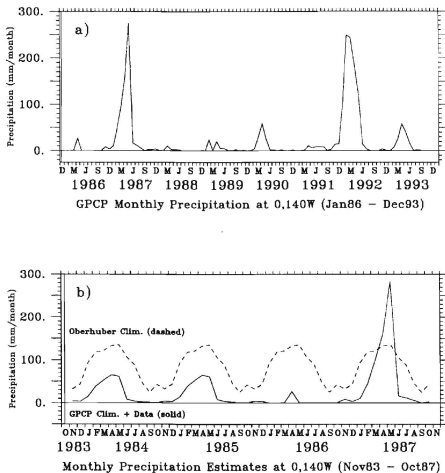 300.
a)
200.
Precipitation (mm/month)
100.
0.
D M J S D M J S D M J S D M J S D M J S D M J S D M J S D M J S D
1986 1987 1988 1989 1990 1991 1992 1993
GPCP Monthly Precipitation at 0,140W (Jan86 - Dec93)
300.
b)
200.
Precipitation (mm/month)
Oberhuber Clim. (dashed)
100.
0.
GPCP Clim. + Data (solid)
ONDJFMAMJJASONDJFMAMJJASONDJFMAMJJASONDJFMAMJJASON
1983 1984 1985 1986 1987
Monthly Precipitation Estimates at 0,140W (Nov83 - Oct87)